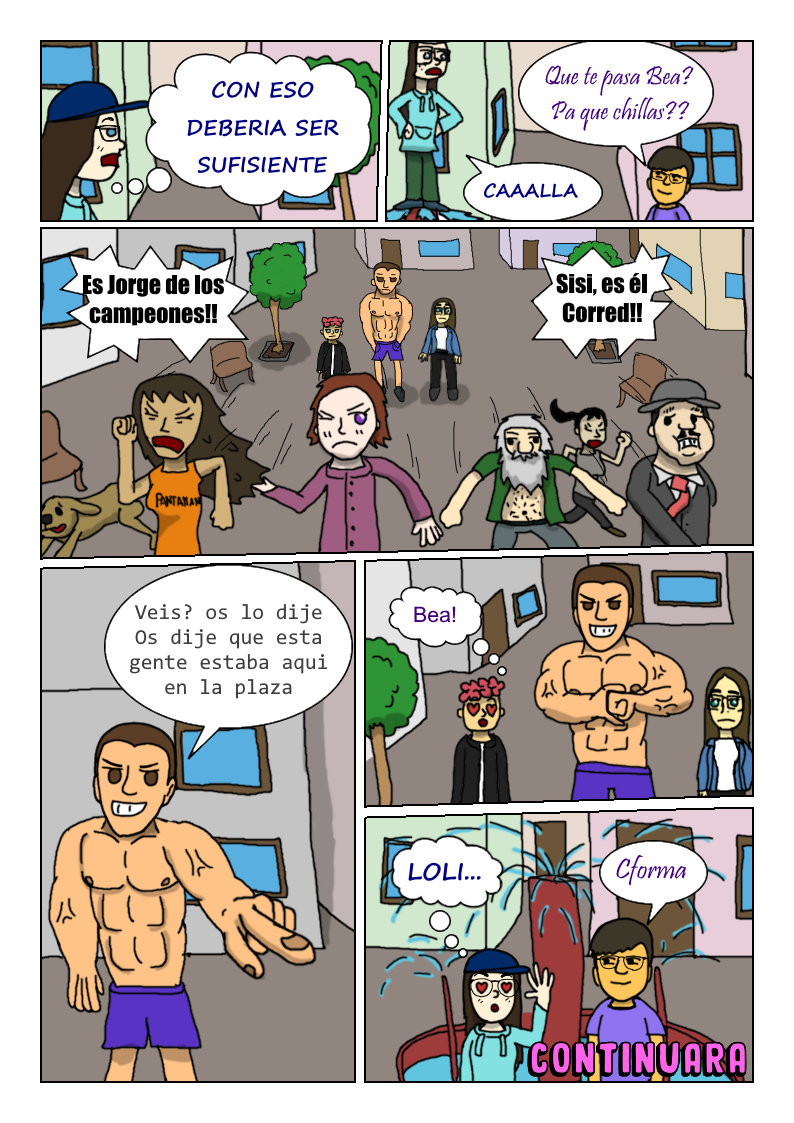 CON ESO
DEBERIA SER
SUFISIENTE
Que te pasa Bea?
Pa que chillas??
CAAALLA
Es Jorge de los
campeones!!
Sisi, es él
Corred!!
PANTARAN
Veis? os lo dije
Os dije que esta
gente estaba aqui
en la plaza
Bea!
LOLI...
Cforma
CONTINUARA